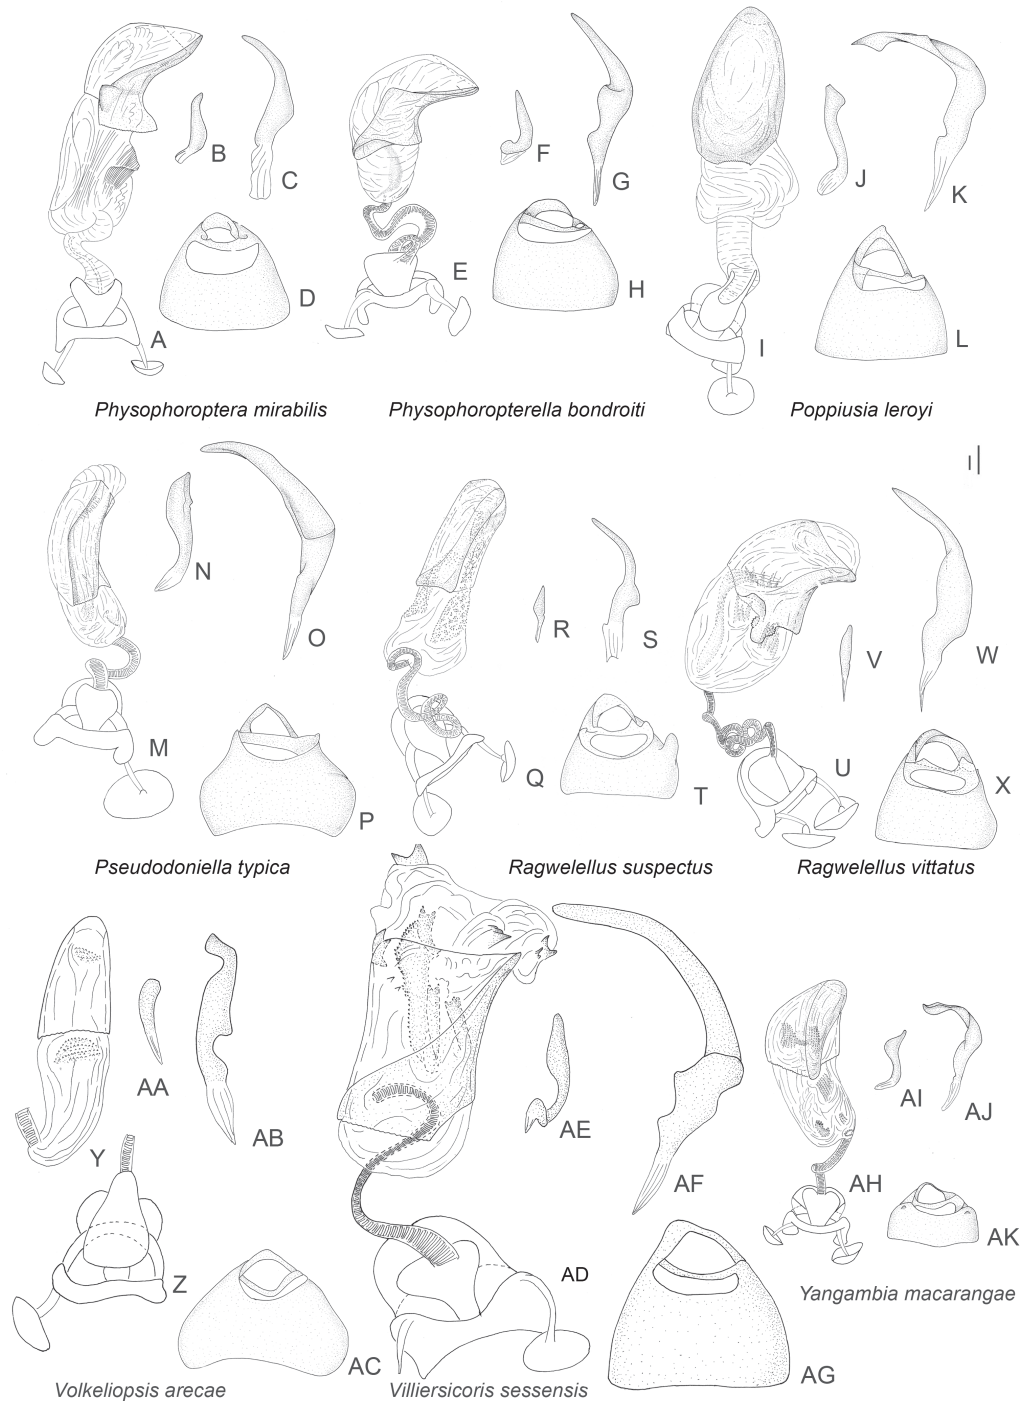 A
B
C
D
E
F
G
H
I
J
K
L
Physophoroptera mirabilis
Physophoropterella bondroiti
Poppiusia leroyi
M
N
O
P
Q
R
S
T
U
V
W
X
Pseudodoniella typica
Ragwelellus suspectus
Ragwelellus vittatus
Y
Z
AA
AB
AC
AD
AE
AF
AG
AH
AI
AJ
AK
Yangambia macarangae
Volkeliopsis arecae
Villiersicoris sessensis